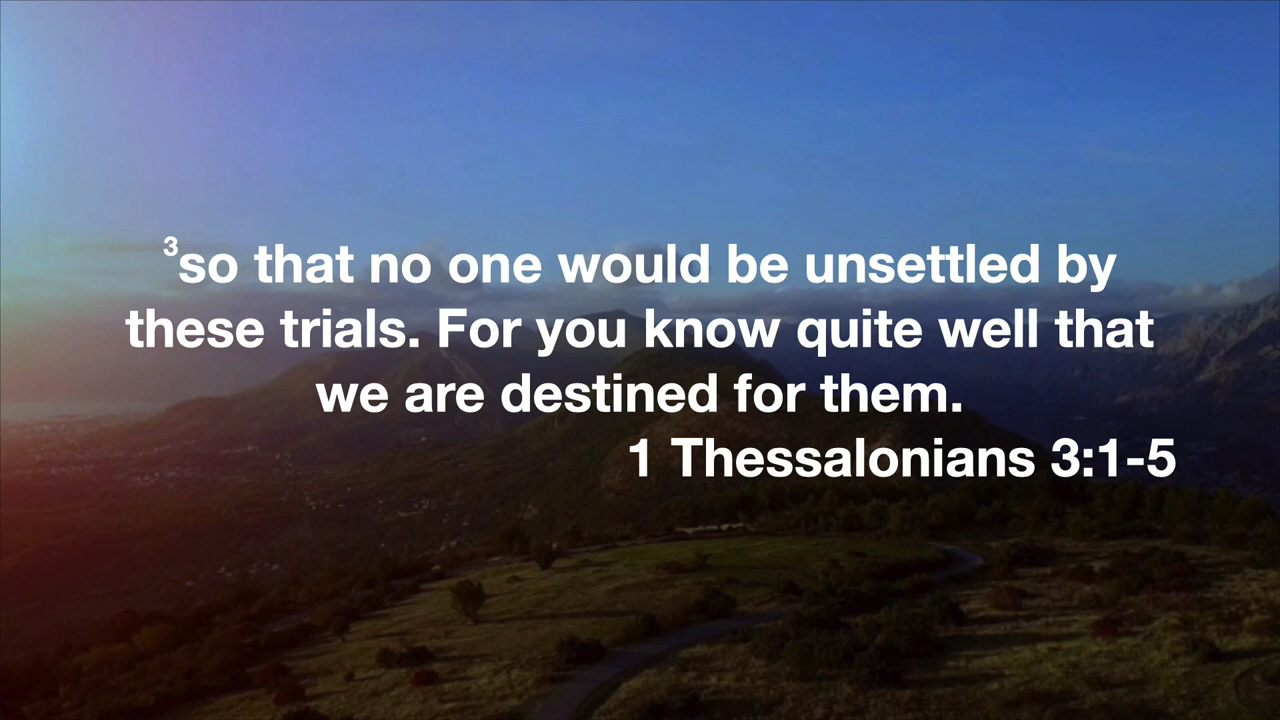 ³so that no one would be unsettled by
these trials. For you know quite well that
we are destined for them.
1 Thessalonians 3:1-5